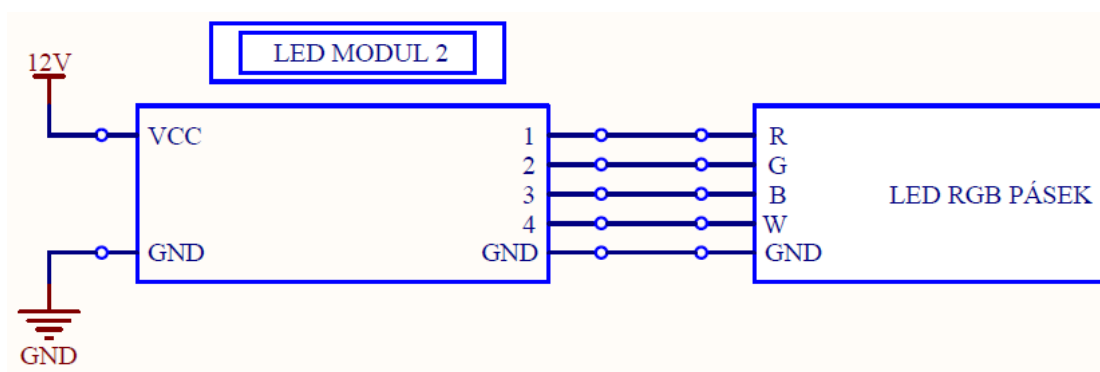 LED MODUL 2
12V
VCC 1 R
2 G
3 B LED RGB PÁSEK
4 W
GND GND GND
GND